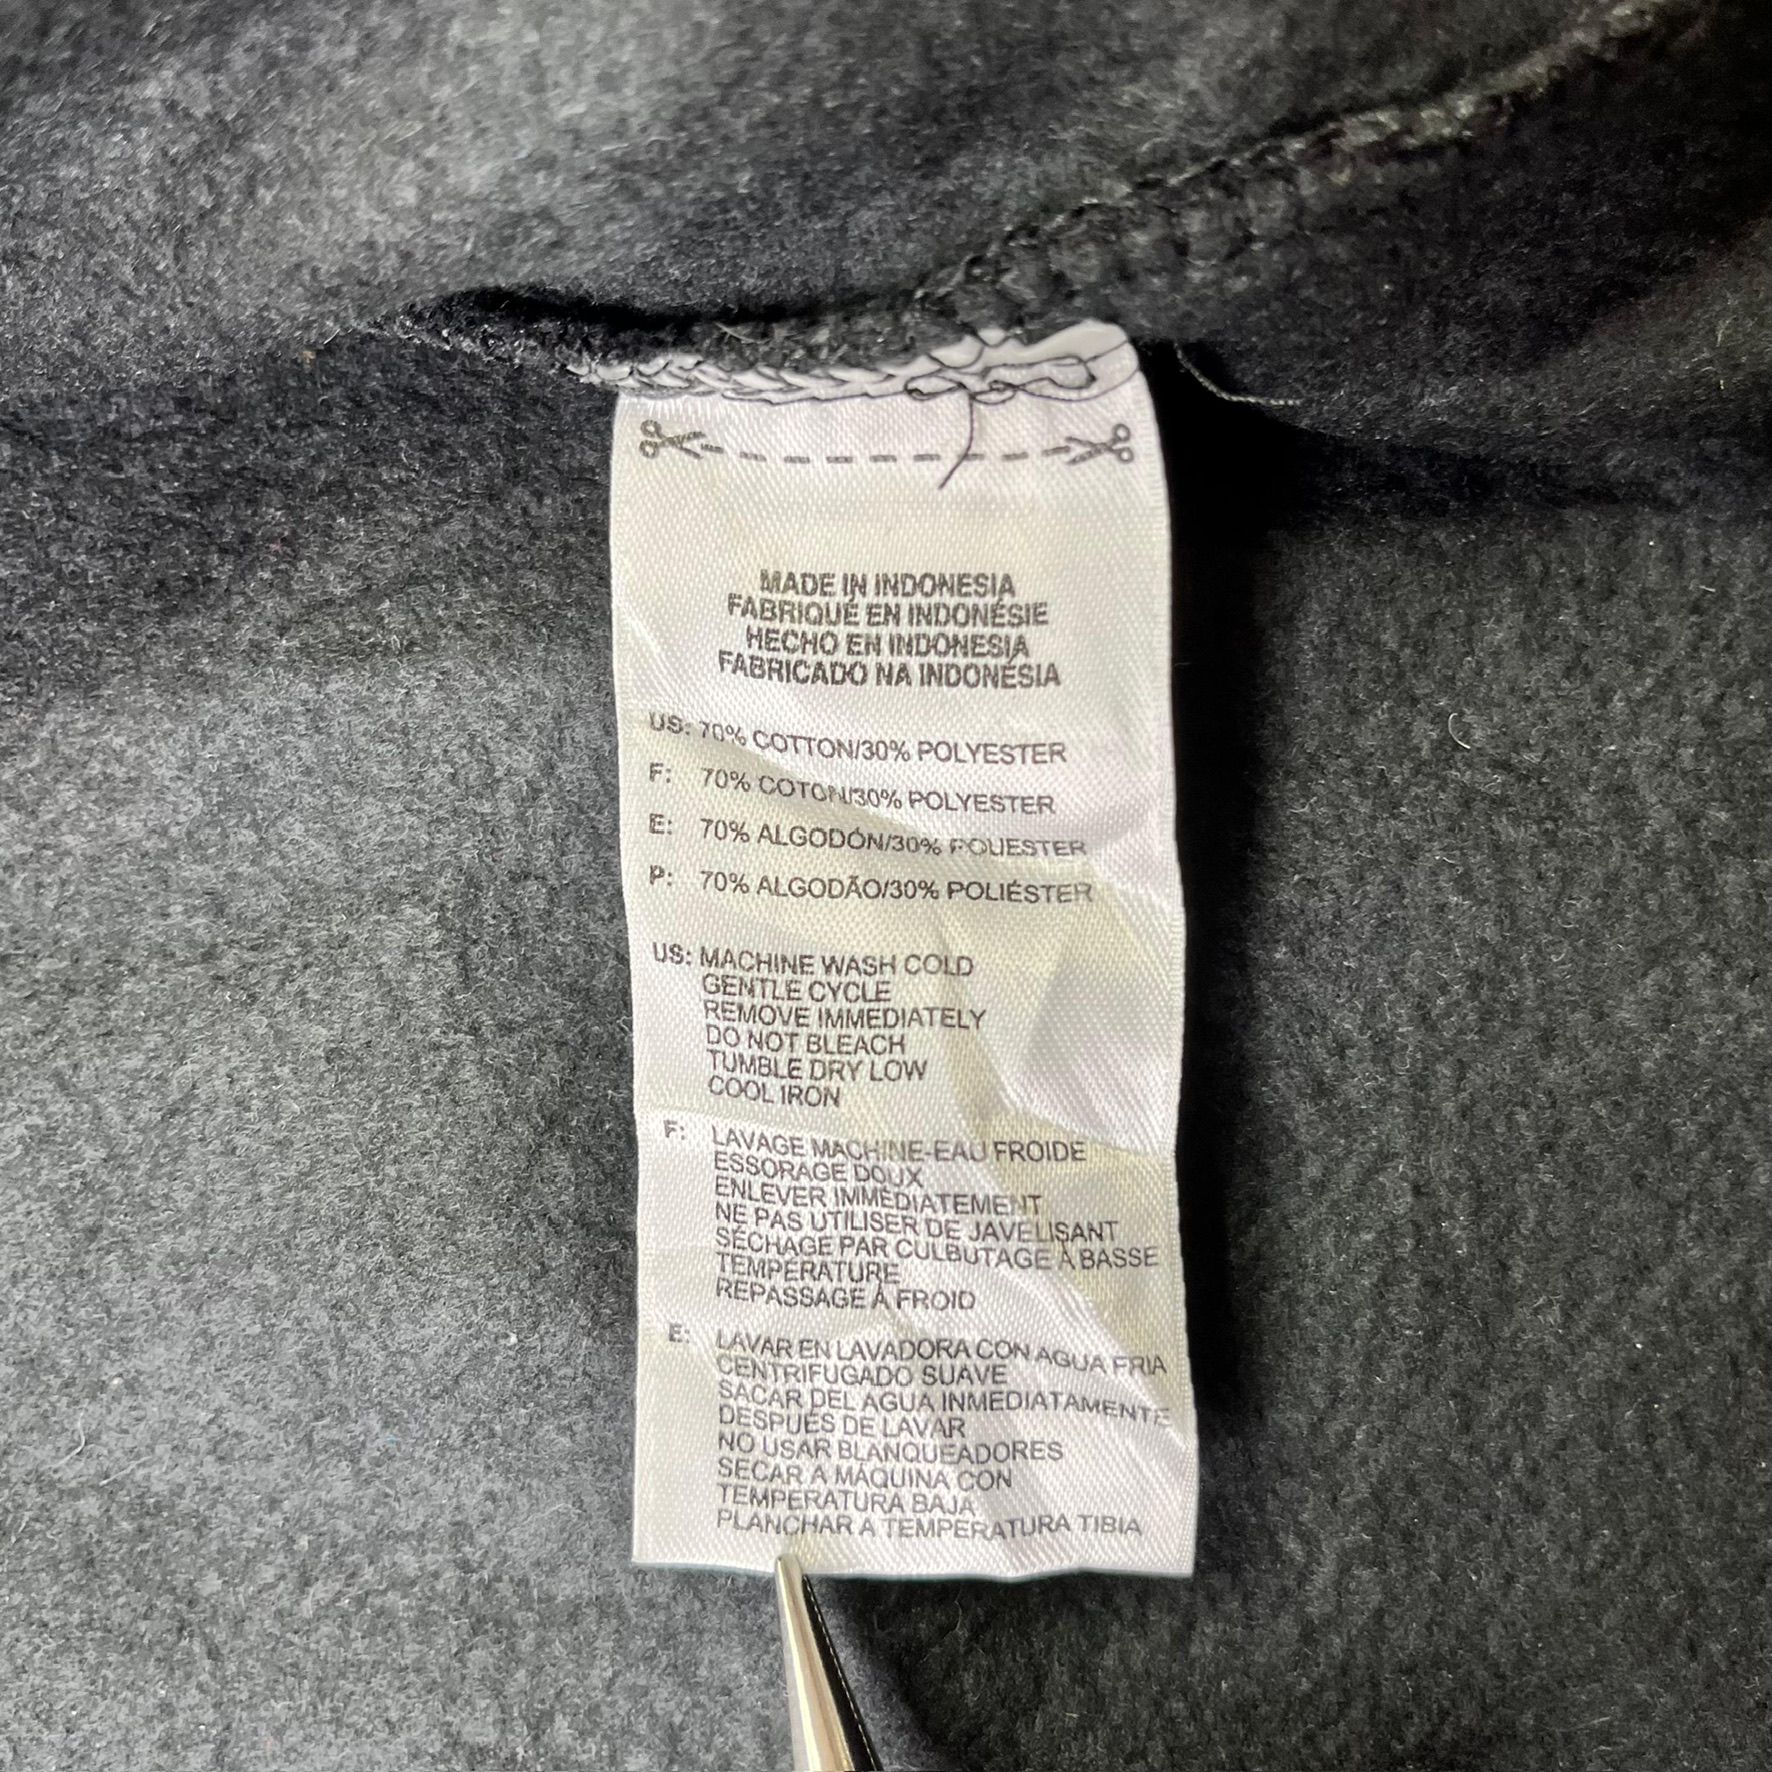 MADE IN INDONESIA
FABRIQUÉ EN INDONÉSIE
HECHO EN INDONESIA
FABRICADO NA INDONÉSIA
US: 70% COTTON/30% POLYESTER
F: 70% COTON/30% POLYESTER
E: 70% ALGODÓN/30% POLIESTER
P: 70% ALGODÃO/30% POLIÉSTER
US: MACHINE WASH COLD
GENTLE CYCLE
REMOVE IMMEDIATELY
DO NOT BLEACH
TUMBLE DRY LOW
COOL IRON
F: LAVAGE MACHINE-EAU FROIDE
ESSORAGE DOUX
ENLEVER IMMÉDIATEMENT
NE PAS UTILISER DE JAVELISANT
SÉCHAGE PAR CULBUTAGE À BASSE
TEMPÉRATURE
REPASSAGE À FROID
E: LAVAR EN LAVADORA CON AGUA FRIA
CENTRIFUGADO SUAVE
SACAR DEL AGUA INMEDIATAMENTE
DESPUÉS DE LAVAR
NO USAR BLANQUEADORES
SECAR A MÁQUINA CON
TEMPERATURA BAJA
PLANCHAR A TEMPERATURA TIBIA